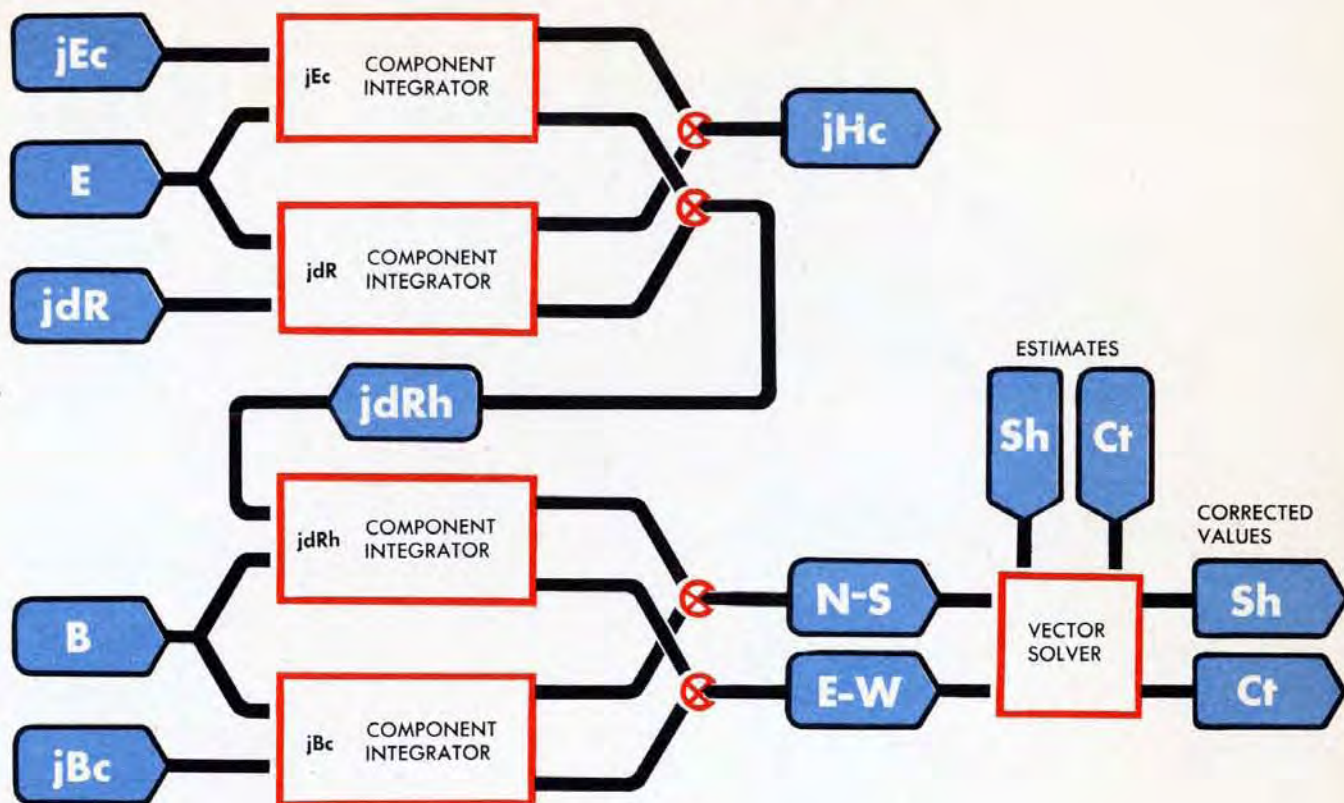 jEc
jEc COMPONENT
INTEGRATOR
jHc
E
jdR
jdR COMPONENT
INTEGRATOR
jdRh
ESTIMATES
Sh Ct
jdRh COMPONENT
INTEGRATOR
CORRECTED
VALUES
N-S
Sh
B
VECTOR
SOLVER
E-W
Ct
jBc
jBc COMPONENT
INTEGRATOR